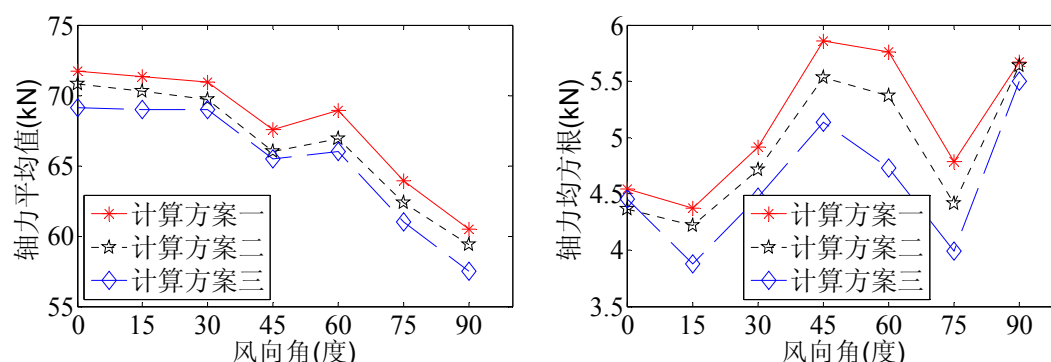 轴力平均值(kN)
75
70
65
60
55
计算方案一
计算方案二
计算方案三
0 15 30 45 60 75 90
风向角(度)
轴力均方根(kN)
6
5.5
5
4.5
4
3.5
计算方案一
计算方案二
计算方案三
0 15 30 45 60 75 90
风向角(度)